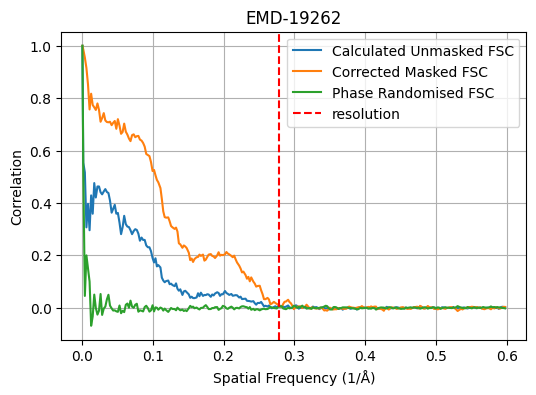 EMD-19262
Calculated Unmasked FSC
Corrected Masked FSC
Phase Randomised FSC
resolution
Correlation
1.0
0.8
0.6
0.4
0.2
0.0
0.0 0.1 0.2 0.3 0.4 0.5 0.6
Spatial Frequency (1/Å)